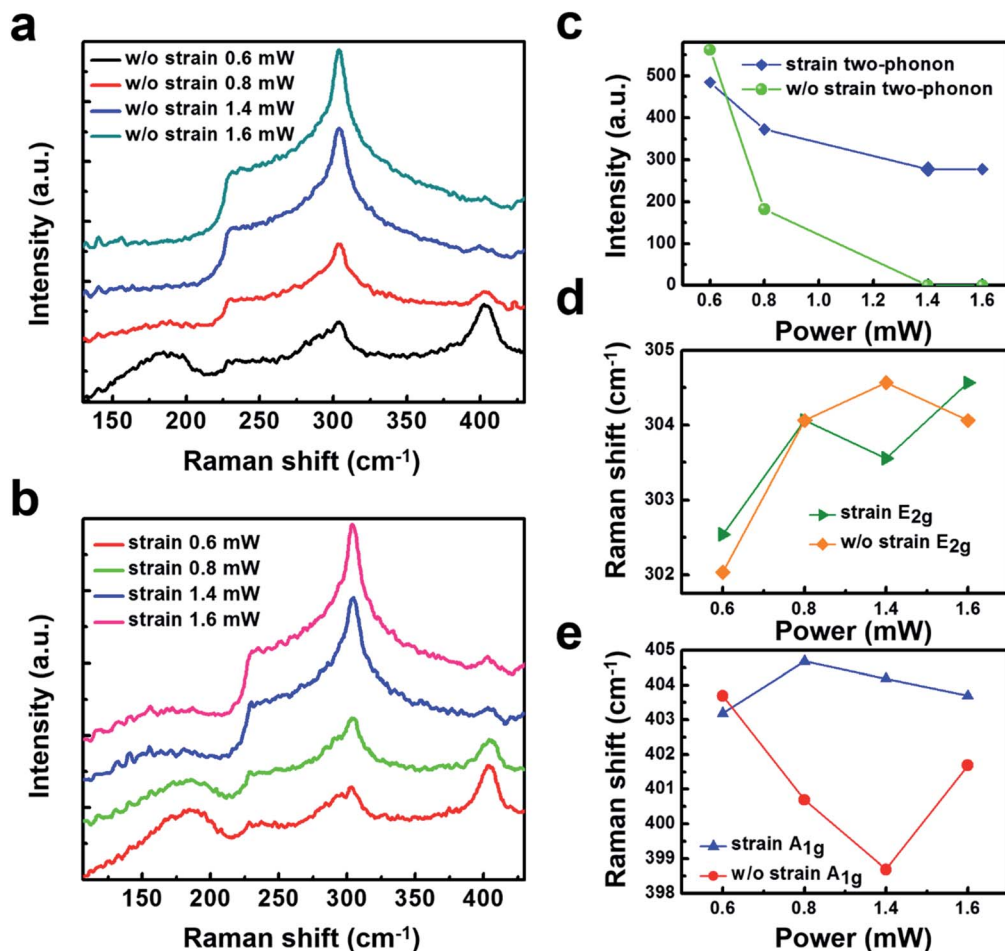 a
w/o strain 0.6 mW
w/o strain 0.8 mW
w/o strain 1.4 mW
w/o strain 1.6 mW
Intensity (a.u.)
150 200 250 300 350 400
Raman shift (cm-1)
b
strain 0.6 mW
strain 0.8 mW
strain 1.4 mW
strain 1.6 mW
Intensity (a.u.)
150 200 250 300 350 400
Raman shift (cm-1)
c
strain two-phonon
w/o strain two-phonon
Intensity (a.u.)
500
400
300
200
100
0
0.6 0.8 1.0 1.2 1.4 1.6
Power (mW)
d
Raman shift (cm-1)
305
304
303
302
strain E2g
w/o strain E2g
0.6 0.8 1.4 1.6
Power (mW)
e
Raman shift (cm-1)
405
404
403
402
401
400
399
398
strain A1g
w/o strain A1g
0.6 0.8 1.4 1.6
Power (mW)